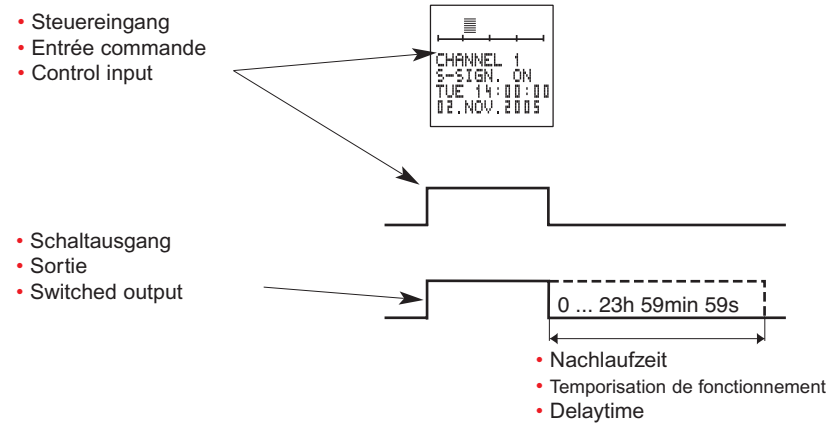 • Steuereingang
• Entrée commande
• Control input
CHANNEL 1
S-SIGN. ON
TUE 14:00:00
02.NOV.2005
• Schaltausgang
• Sortie
• Switched output
0 ... 23h 59min 59s
• Nachlaufzeit
• Temporisation de fonctionnement
• Delaytime